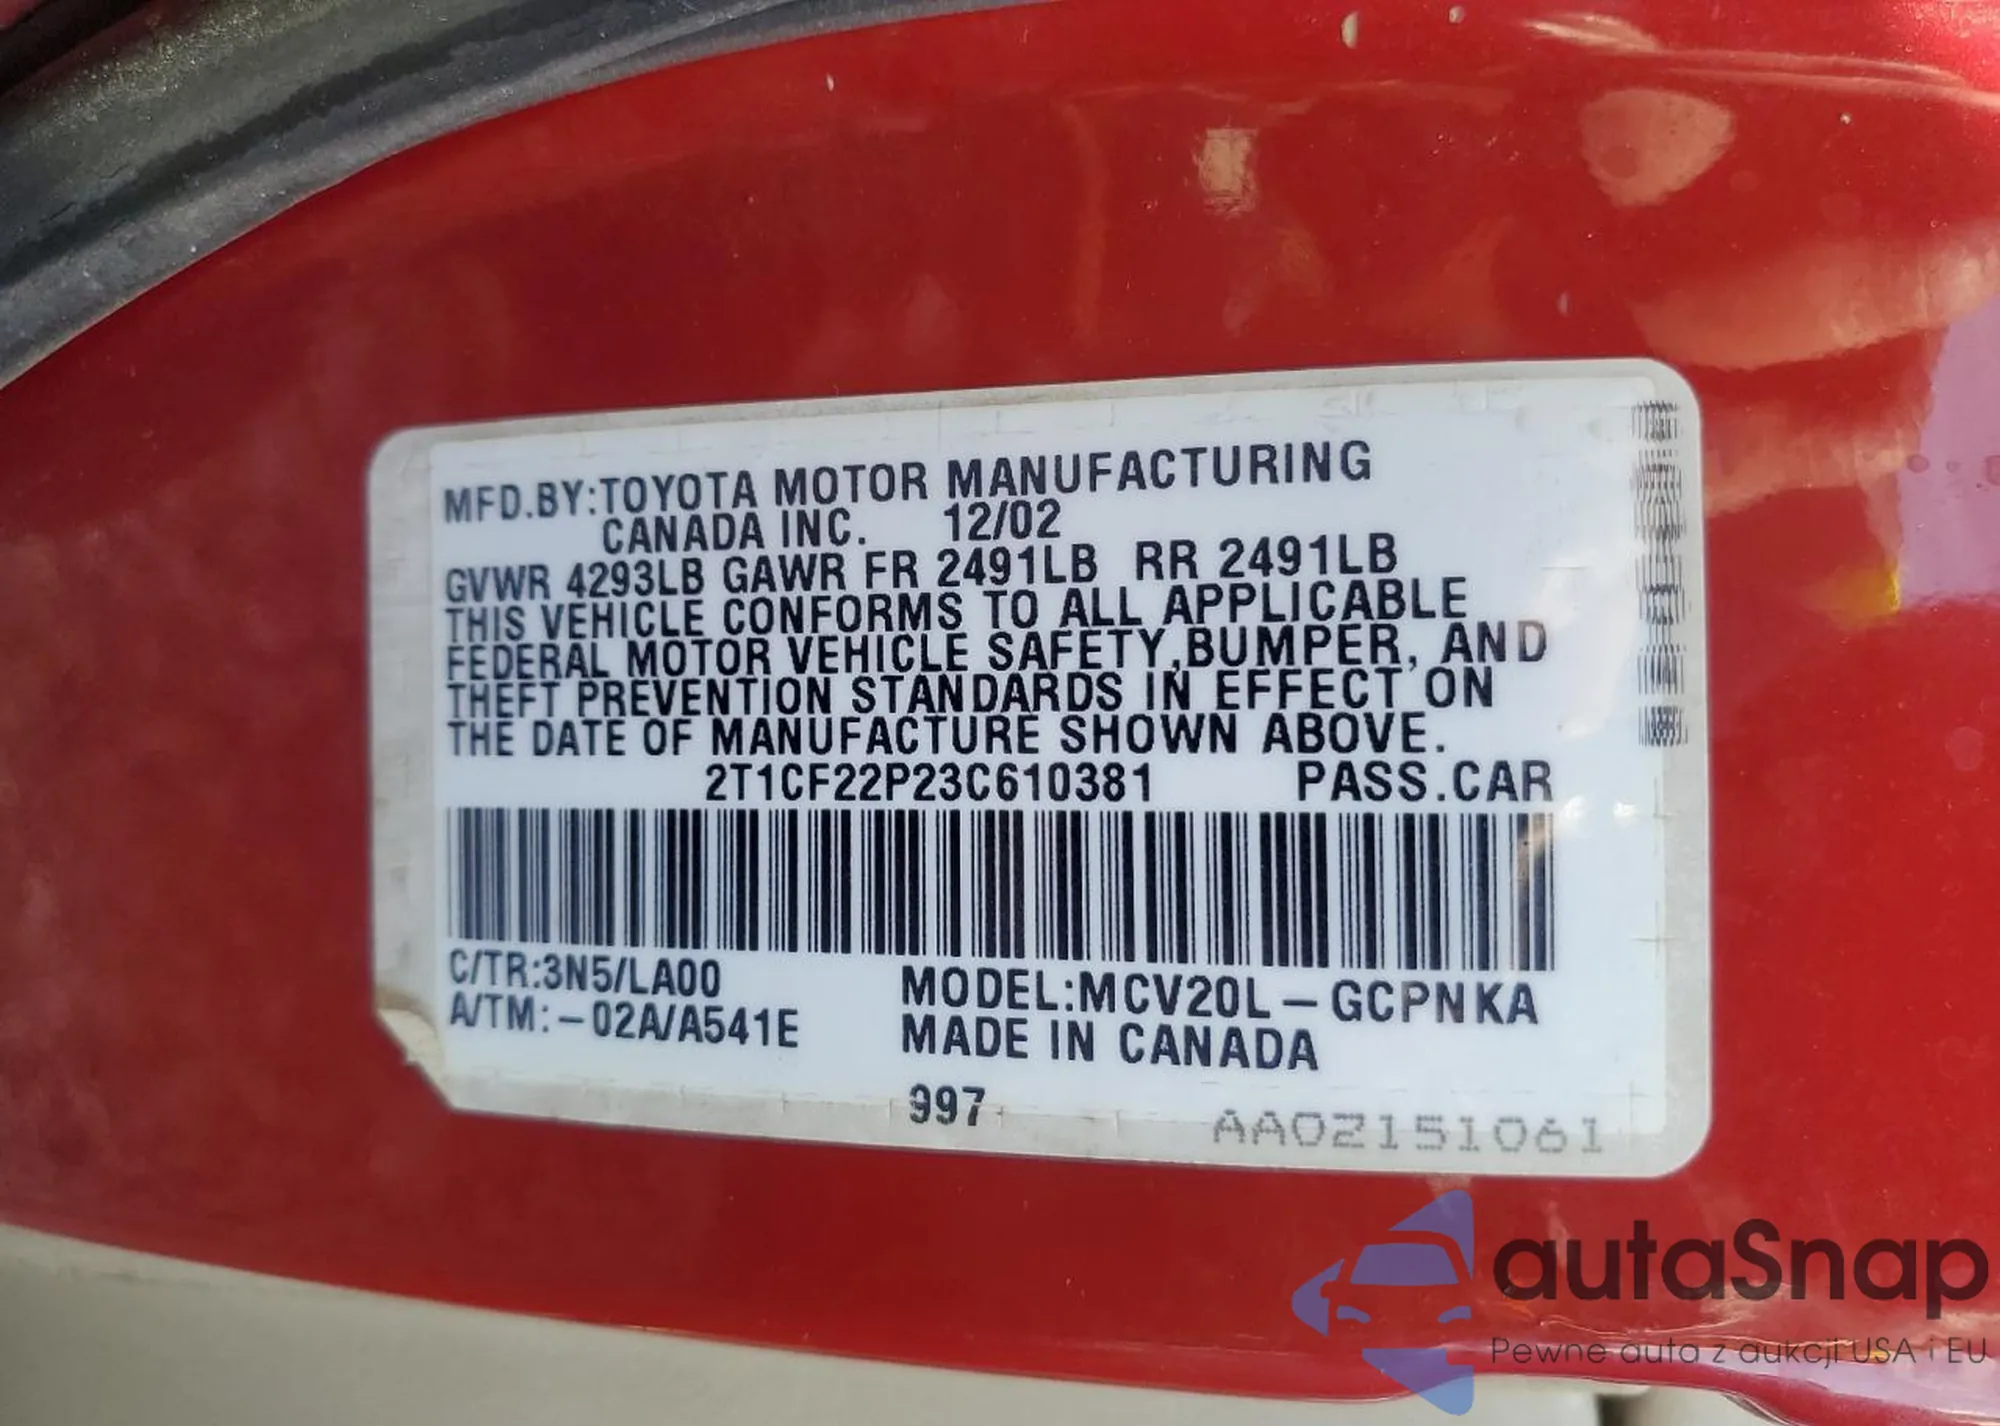 MFD.BY:TOYOTA MOTOR MANUFACTURING
CANADA INC. 12/02
GVWR 4293LB GAWR FR 2491LB RR 2491LB
THIS VEHICLE CONFORMS TO ALL APPLICABLE
FEDERAL MOTOR VEHICLE SAFETY,BUMPER, AND
THEFT PREVENTION STANDARDS IN EFFECT ON
THE DATE OF MANUFACTURE SHOWN ABOVE.
2T1CF22P23C610381 PASS.CAR
C/TR:3N5/LA00 MODEL:MCV20L–GCPNKA
A/TM:–02A/A541E MADE IN CANADA
997 AA02151061
autaSnap
Pewne auta z aukcji USA i EU